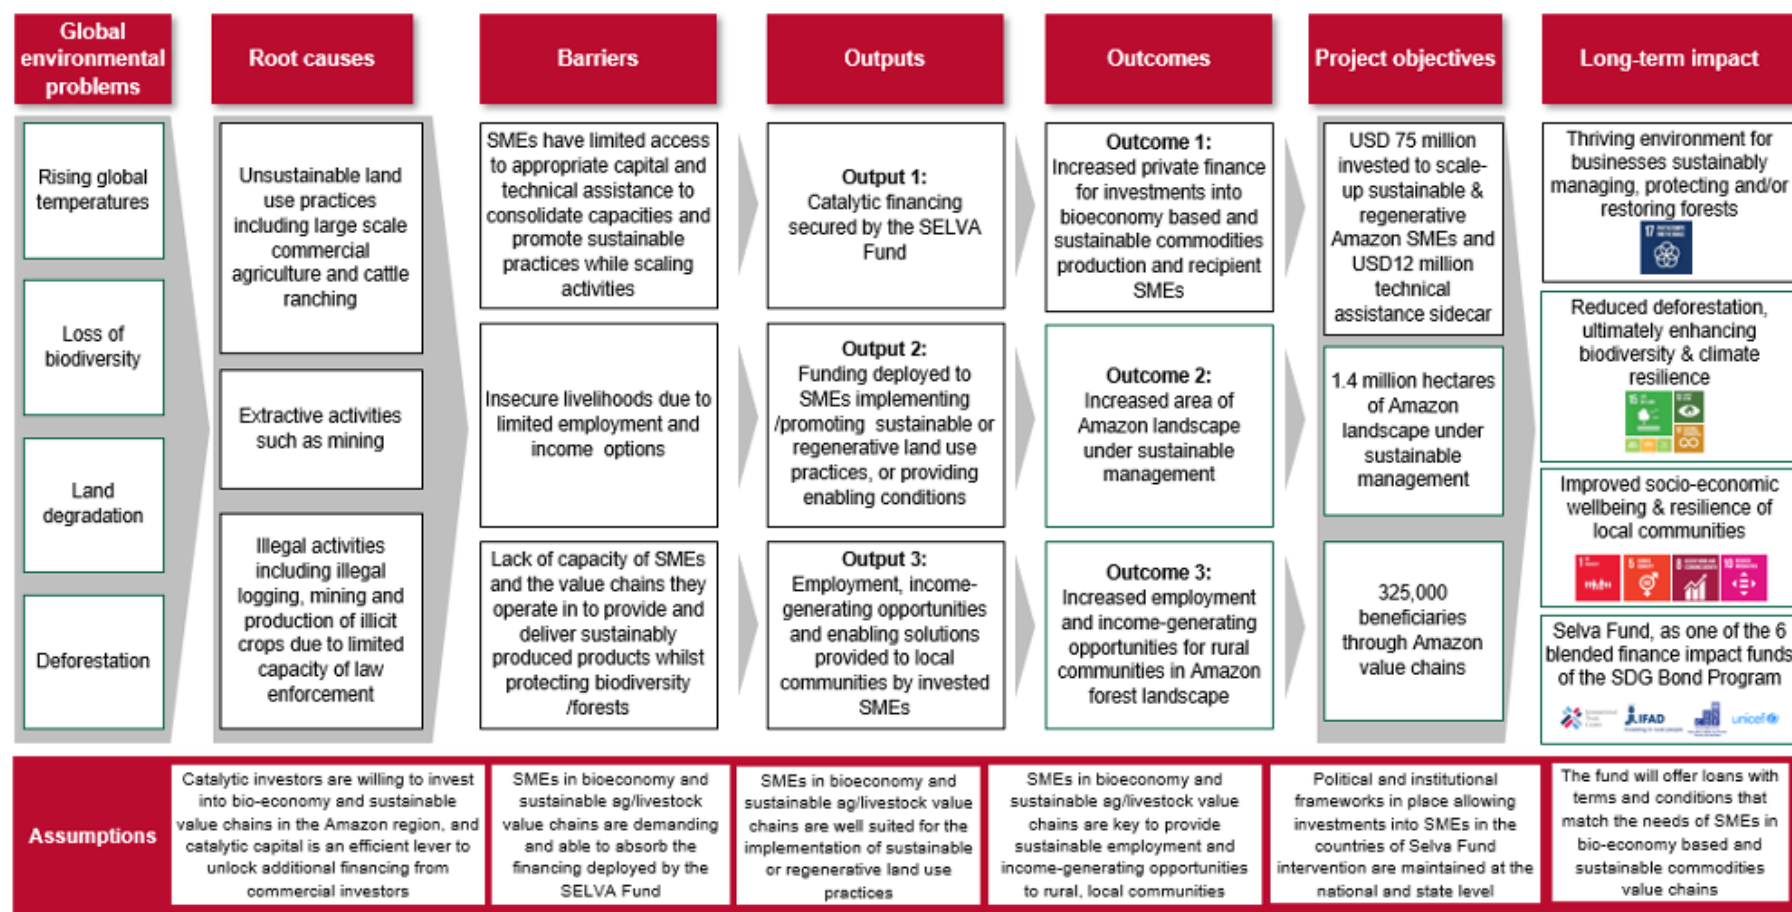 Global
environmental
problems
Root causes
Barriers
Outputs
Outcomes
Project objectives
Long-term impact
Rising global
temperatures
Loss of
biodiversity
Land
degradation
Deforestation
Unsustainable land
use practices
including large scale
commercial
agriculture and cattle
ranching
Extractive activities
such as mining
Illegal activities
including illegal
logging, mining and
production of illicit
crops due to limited
capacity of law
enforcement
SMEs have limited access
to appropriate capital and
technical assistance to
consolidate capacities and
promote sustainable
practices while scaling
activities
Insecure livelihoods due to
limited employment and
income options
Lack of capacity of SMEs
and the value chains they
operate in to provide and
deliver sustainably
produced products whilst
protecting biodiversity
/forests
Output 1:
Catalytic financing
secured by the SELVA
Fund
Output 2:
Funding deployed to
SMEs implementing
/promoting sustainable or
regenerative land use
practices, or providing
enabling conditions
Output 3:
Employment, income-
generating opportunities
and enabling solutions
provided to local
communities by invested
SMEs
Outcome 1:
Increased private finance
for investments into
bioeconomy based and
sustainable commodities
production and recipient
SMEs
Outcome 2:
Increased area of
Amazon landscape
under sustainable
management
Outcome 3:
Increased employment
and income-generating
opportunities for rural
communities in Amazon
forest landscape
USD 75 million
invested to scale-
up sustainable &
regenerative
Amazon SMEs and
USD12 million
technical
assistance sidecar
1.4 million hectares
of Amazon
landscape under
sustainable
management
325,000
beneficiaries
through Amazon
value chains
Thriving environment for
businesses sustainably
managing, protecting and/or
restoring forests
17
Reduced deforestation,
ultimately enhancing
biodiversity & climate
resilience
15
Improved socio-economic
wellbeing & resilience of
local communities
1
5
8
10
Selva Fund, as one of the 6
blended finance impact funds
of the SDG Bond Program
IFAD
unicef
Assumptions
Catalytic investors are willing to invest
into bio-economy and sustainable
value chains in the Amazon region, and
catalytic capital is an efficient lever to
unlock additional financing from
commercial investors
SMEs in bioeconomy and
sustainable ag/livestock
value chains are demanding
and able to absorb the
financing deployed by the
SELVA Fund
SMEs in bioeconomy and
sustainable ag/livestock value
chains are well suited for the
implementation of sustainable
or regenerative land use
practices
SMEs in bioeconomy and
sustainable ag/livestock value
chains are key to provide
sustainable employment and
income-generating opportunities
to rural, local communities
Political and institutional
frameworks in place allowing
investments into SMEs in the
countries of Selva Fund
intervention are maintained at the
national and state level
The fund will offer loans with
terms and conditions that
match the needs of SMEs in
bio-economy based and
sustainable commodities
value chains